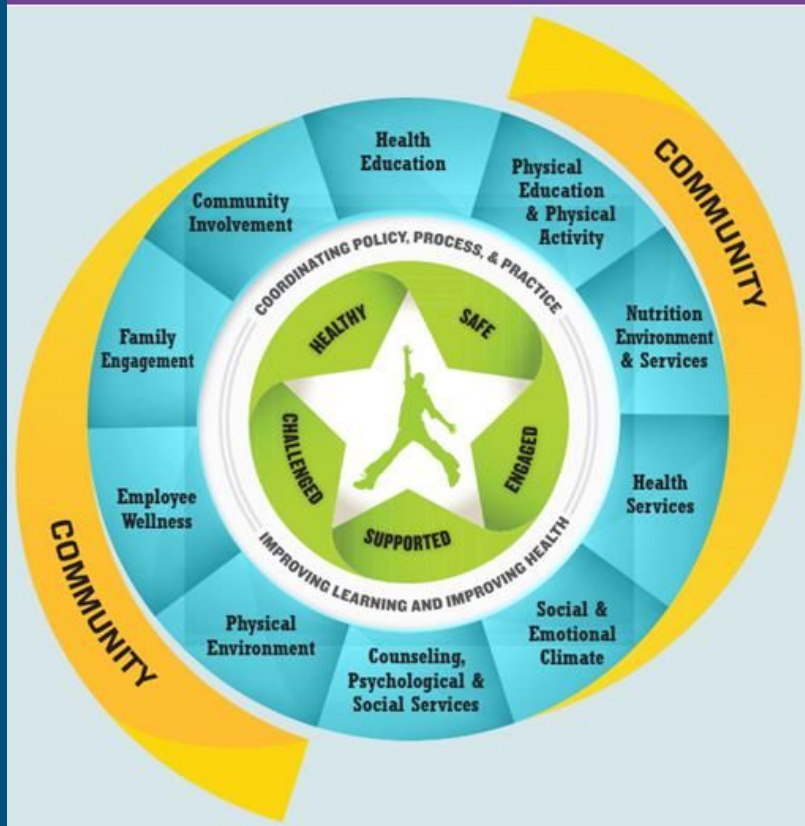 COMMUNITY
Health
Education
Physical
Education
& Physical
Activity
Nutrition
Environment
& Services
Health
Services
Social &
Emotional
Climate
Counseling,
Psychological &
Social Services
Physical
Environment
Employee
Wellness
Family
Engagement
Community
Involvement
COORDINATING POLICY, PROCESS, & PRACTICE
IMPROVING LEARNING AND IMPROVING HEALTH
HEALTHY
SAFE
ENGAGED
SUPPORTED
CHALLENGED
COMMUNITY